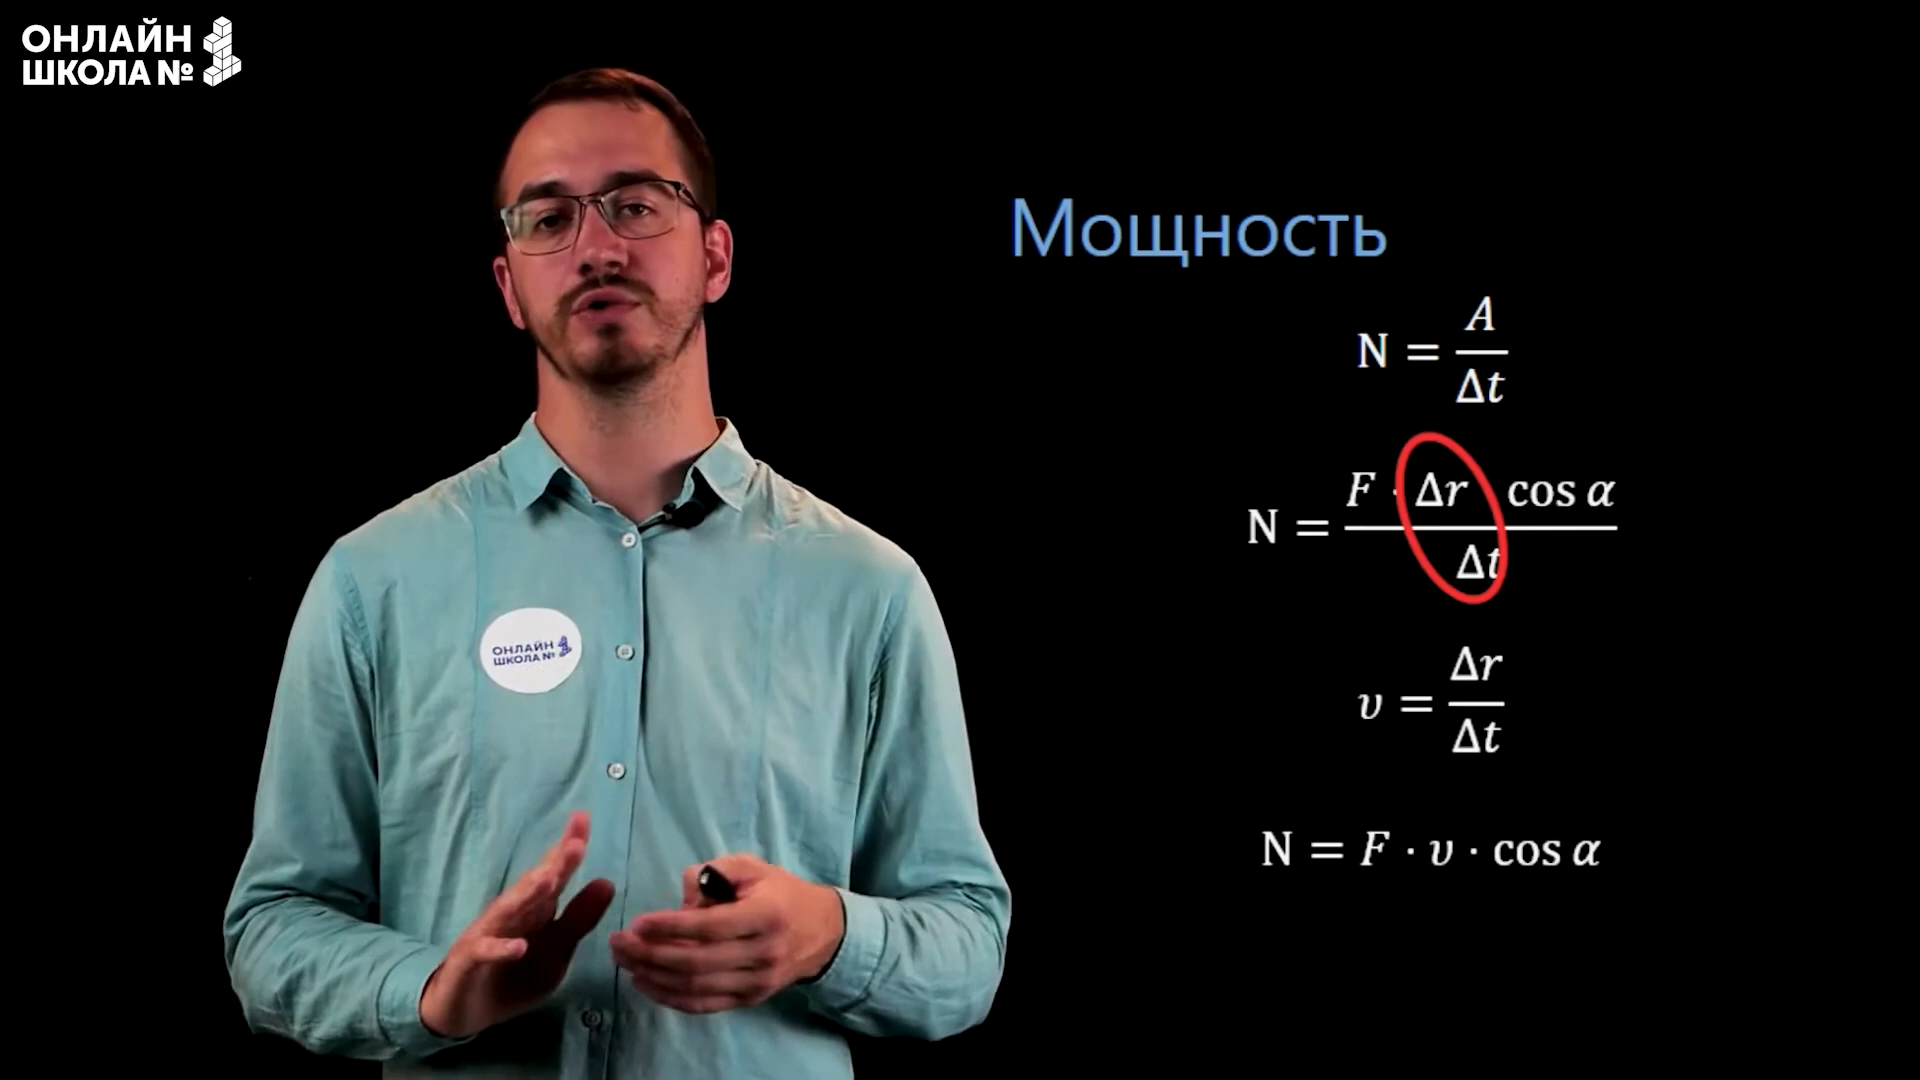 ОНЛАЙН
ШКОЛА №
Мощность
N = A / Δt
N = F · Δr cos α / Δt
ОНЛАЙН
ШКОЛА №
υ = Δr / Δt
N = F · υ · cos α